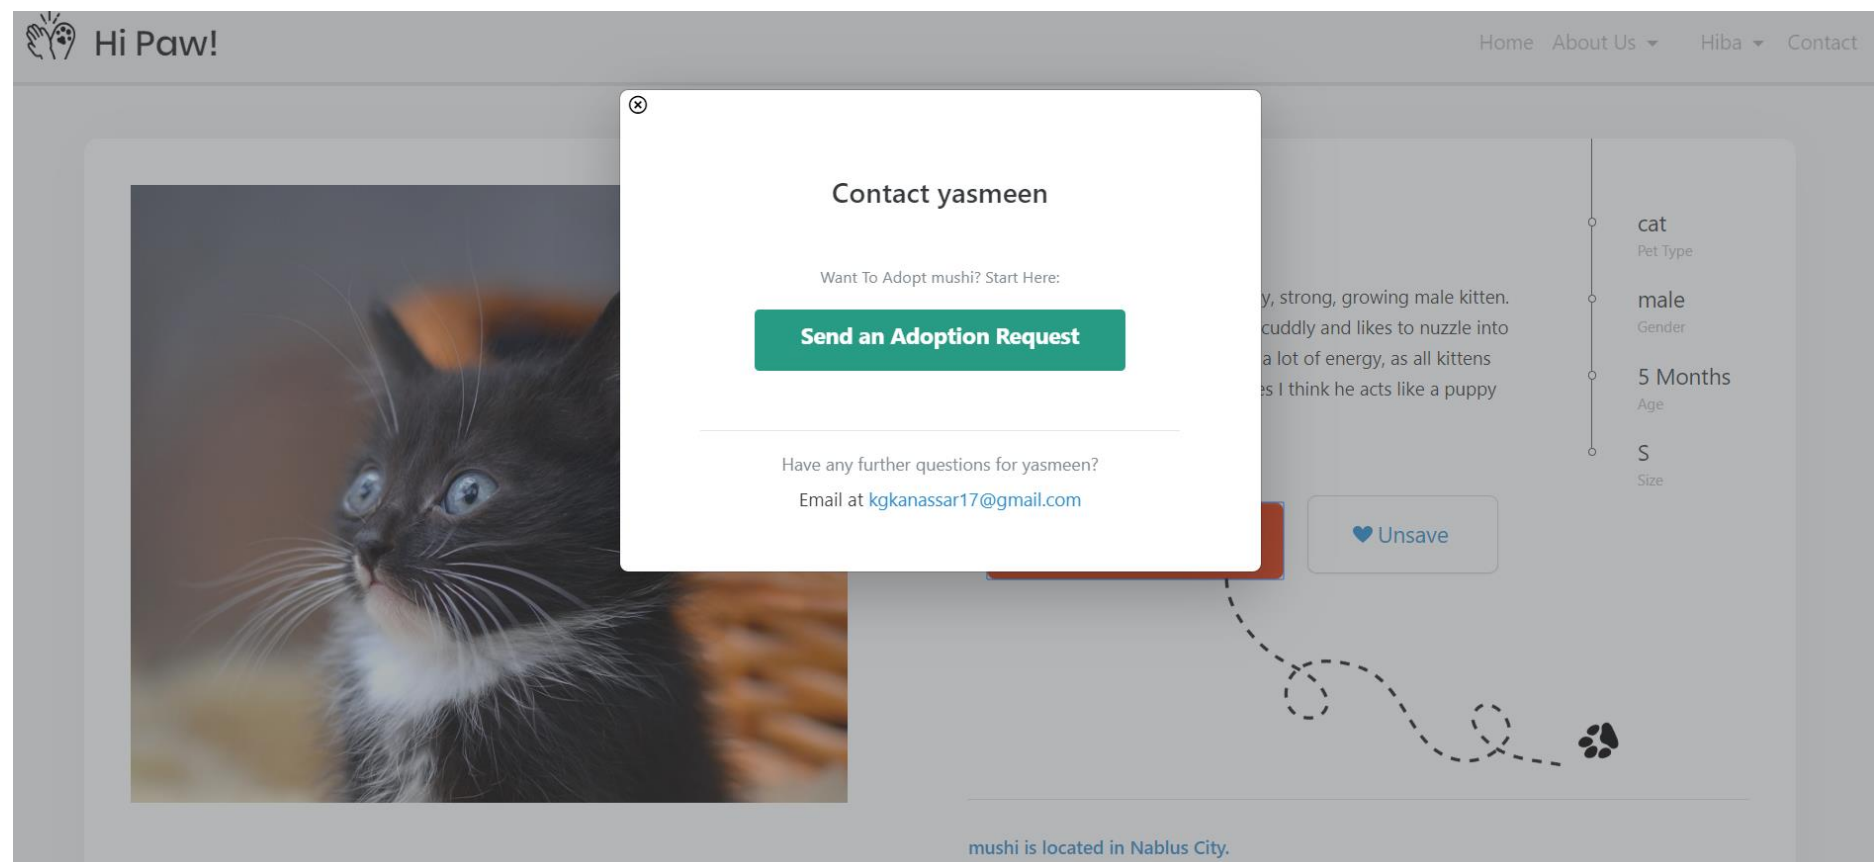 Hi Paw!
Home About Us Hiba Contact
Contact yasmeen
Want To Adopt mushi? Start Here:
Send an Adoption Request
Have any further questions for yasmeen?
Email at kgkanassar17@gmail.com
y, strong, growing male kitten.
cuddly and likes to nuzzle into
a lot of energy, as all kittens
I think he acts like a puppy
cat
Pet Type
male
Gender
5 Months
Age
S
Size
Unsave
mushi is located in Nablus City.